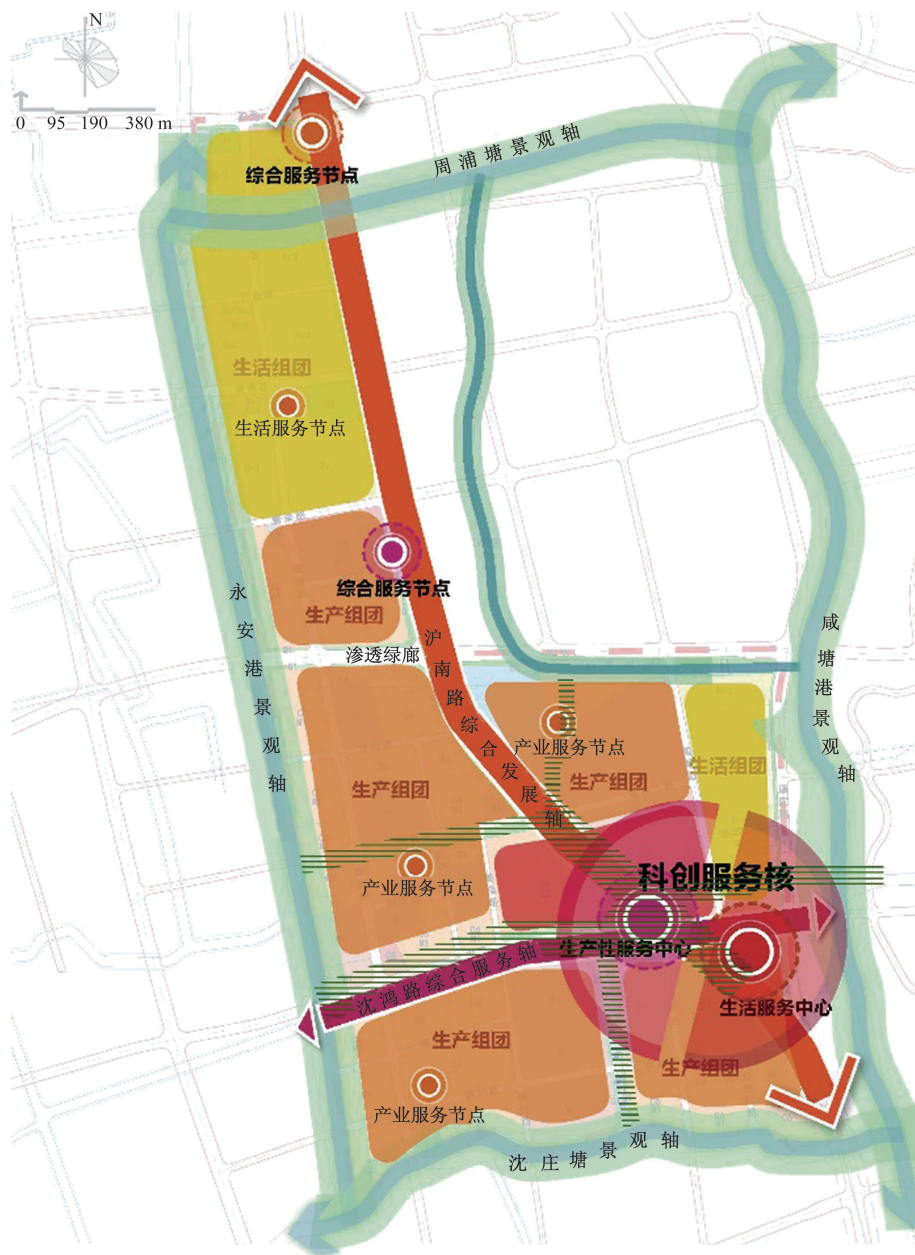 N
0 95 190 380 m
周浦塘景观轴
综合服务节点
生活组团
生活服务节点
综合服务节点
生产组团
永安港景观轴
渗透绿廊
沪南路综合发展轴
咸塘港景观轴
产业服务节点
生产组团
生活组团
生产组团
产业服务节点
科创服务核
生产性服务中心
沈鸿路综合服务轴
生活服务中心
生产组团
生产组团
产业服务节点
沈庄塘景观轴